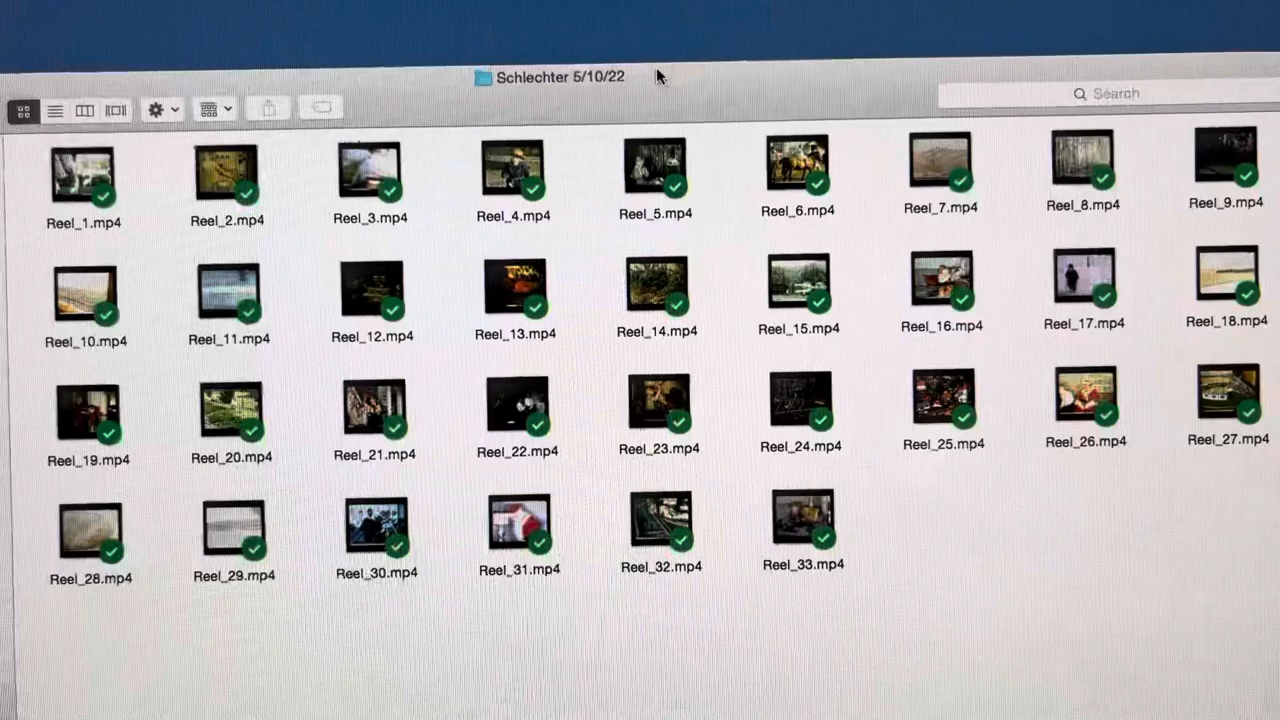 Schlechter 5/10/22
Search
Reel_1.mp4 Reel_2.mp4 Reel_3.mp4 Reel_4.mp4 Reel_5.mp4 Reel_6.mp4 Reel_7.mp4 Reel_8.mp4 Reel_9.mp4
Reel_10.mp4 Reel_11.mp4 Reel_12.mp4 Reel_13.mp4 Reel_14.mp4 Reel_15.mp4 Reel_16.mp4 Reel_17.mp4 Reel_18.mp4
Reel_19.mp4 Reel_20.mp4 Reel_21.mp4 Reel_22.mp4 Reel_23.mp4 Reel_24.mp4 Reel_25.mp4 Reel_26.mp4 Reel_27.mp4
Reel_28.mp4 Reel_29.mp4 Reel_30.mp4 Reel_31.mp4 Reel_32.mp4 Reel_33.mp4